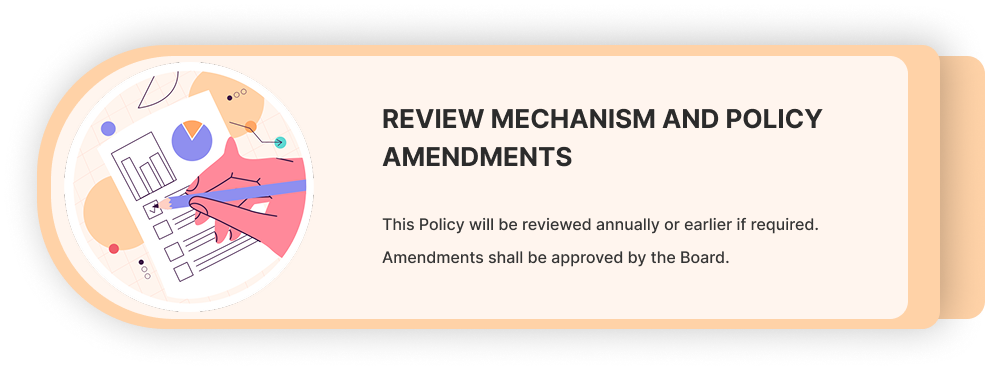 REVIEW MECHANISM AND POLICY
AMENDMENTS
This Policy will be reviewed annually or earlier if required.
Amendments shall be approved by the Board.